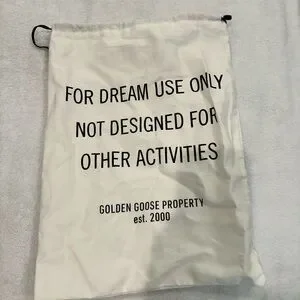 FOR DREAM USE ONLY
NOT DESIGNED FOR
OTHER ACTIVITIES
GOLDEN GOOSE PROPERTY
est. 2000